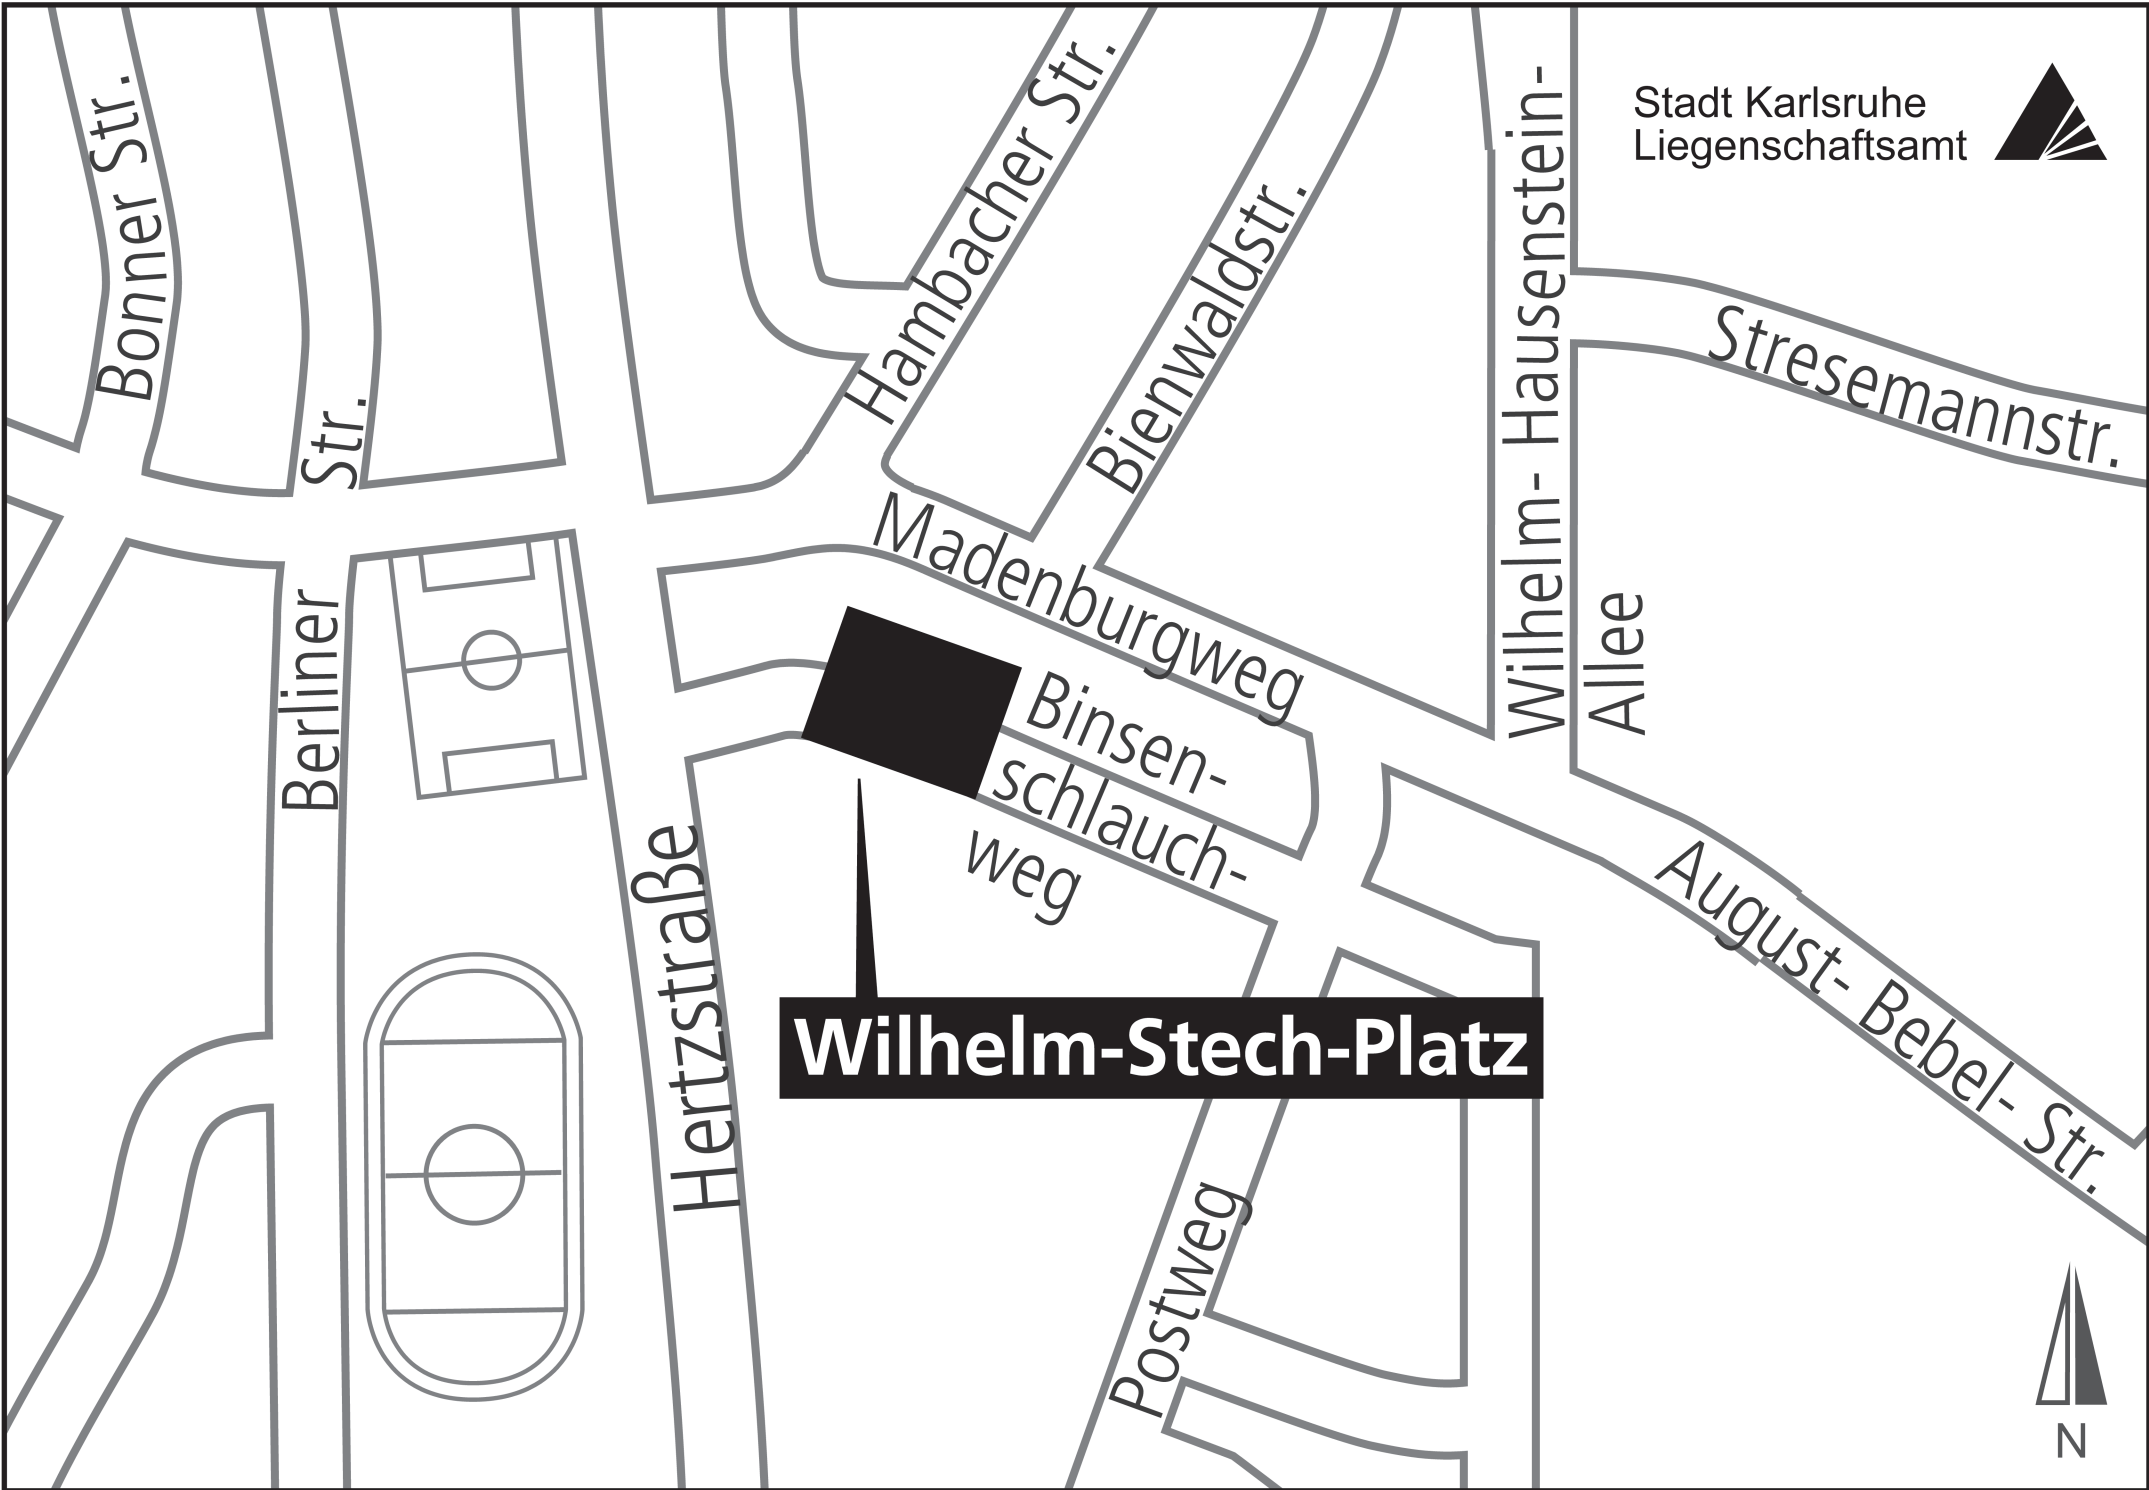 Stadt Karlsruhe
Liegenschaftsamt
Bonner Str.
Berliner Str.
Hambacher Str.
Bienwaldstr.
Wilhelm- Hausenstein-
Allee
Stresemannstr.
Madenburgweg
Binsen-
schlauch-
weg
Hertzstraße
August- Bebel- Str.
Wilhelm-Stech-Platz
Postweg
N